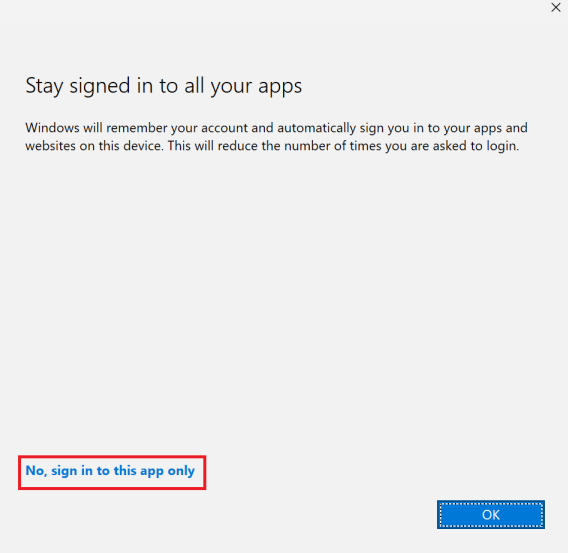 Stay signed in to all your apps
Windows will remember your account and automatically sign you in to your apps and
websites on this device. This will reduce the number of times you are asked to login.
No, sign in to this app only
OK